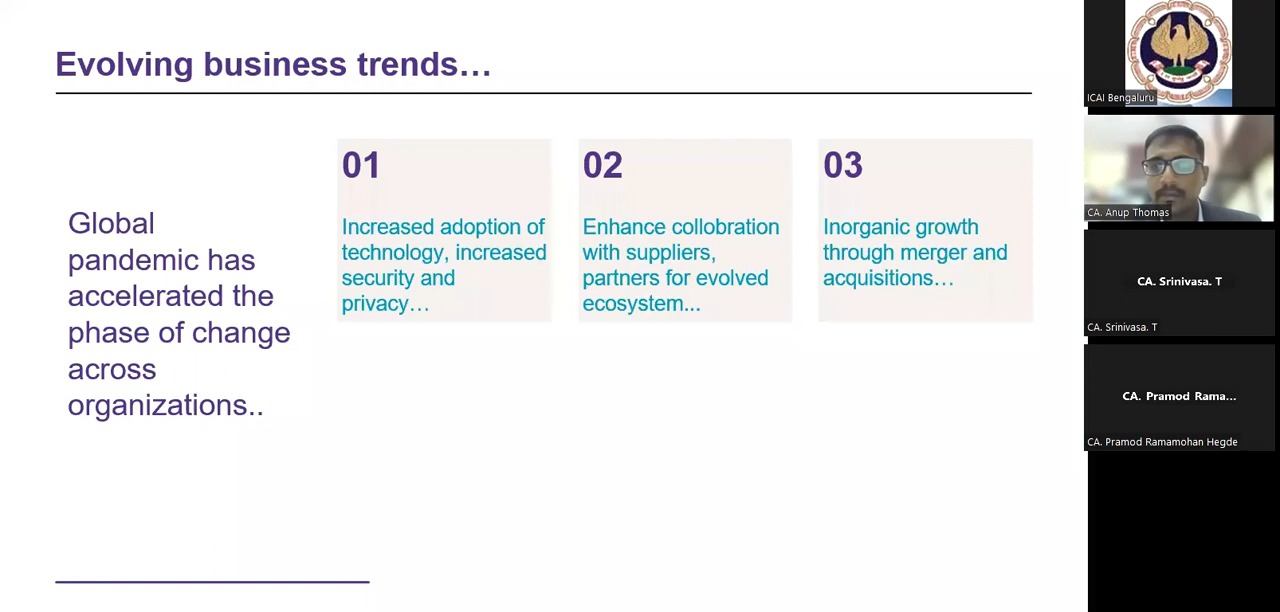 Evolving business trends…
Global
pandemic has
accelerated the
phase of change
across
organizations..
01
Increased adoption of
technology, increased
security and
privacy…
02
Enhance collobration
with suppliers,
partners for evolved
ecosystem...
03
Inorganic growth
through merger and
acquisitions…
ICAI Bengaluru
CA. Anup Thomas
CA. Srinivasa. T
CA. Srinivasa. T
CA. Pramod Rama...
CA. Pramod Ramamohan Hegde